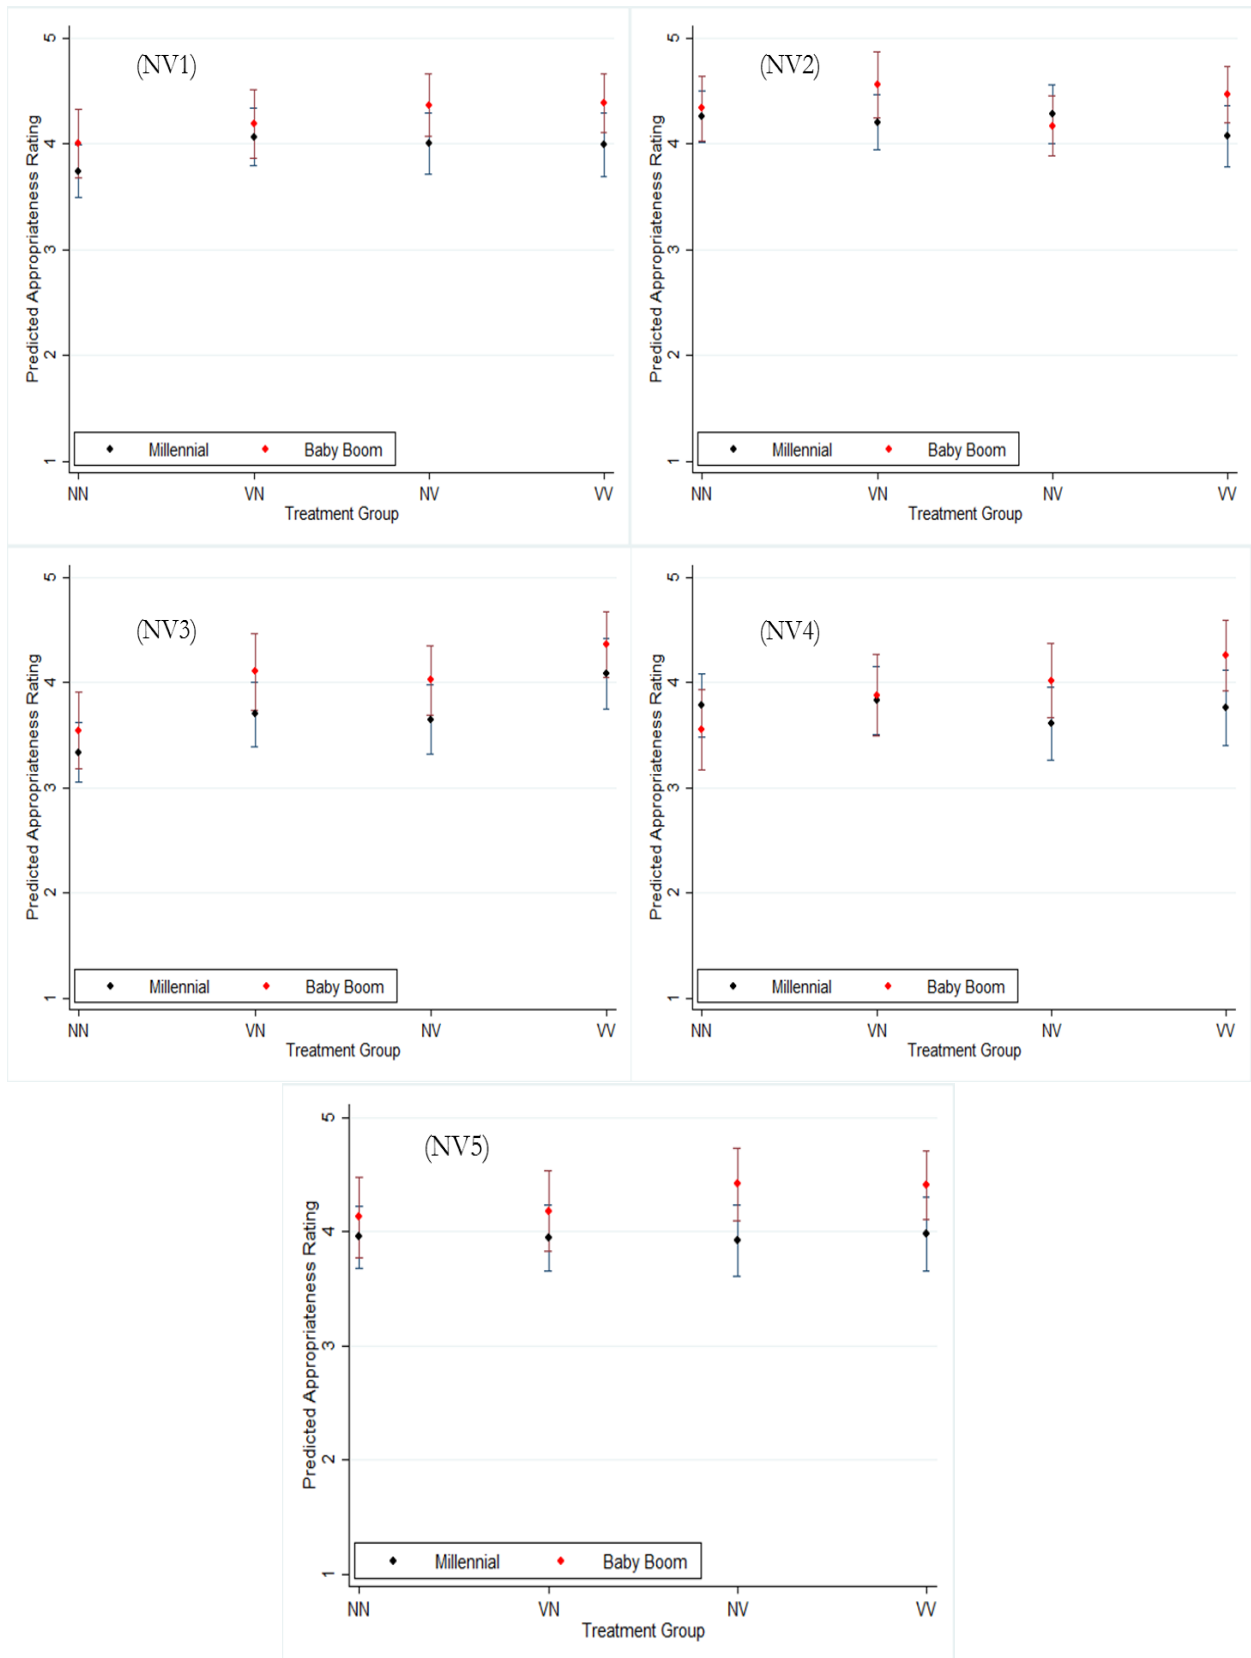 (NV1)
Predicted Appropriateness Rating
5
4
3
2
1
Millennial Baby Boom
NN VN NV VV
Treatment Group
(NV2)
Predicted Appropriateness Rating
5
4
3
2
1
Millennial Baby Boom
NN VN NV VV
Treatment Group
(NV3)
Predicted Appropriateness Rating
5
4
3
2
1
Millennial Baby Boom
NN VN NV VV
Treatment Group
(NV4)
Predicted Appropriateness Rating
5
4
3
2
1
Millennial Baby Boom
NN VN NV VV
Treatment Group
(NV5)
Predicted Appropriateness Rating
5
4
3
2
1
Millennial Baby Boom
NN VN NV VV
Treatment Group